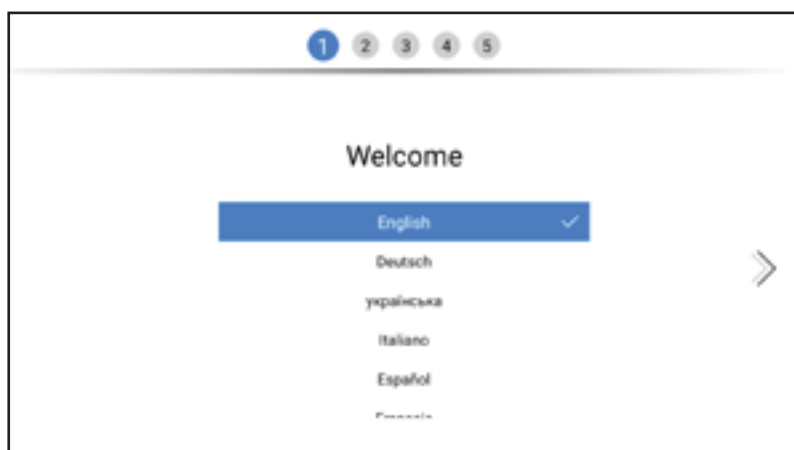 1 2 3 4 5
Welcome
English
Deutsch
українська
Italiano
Español